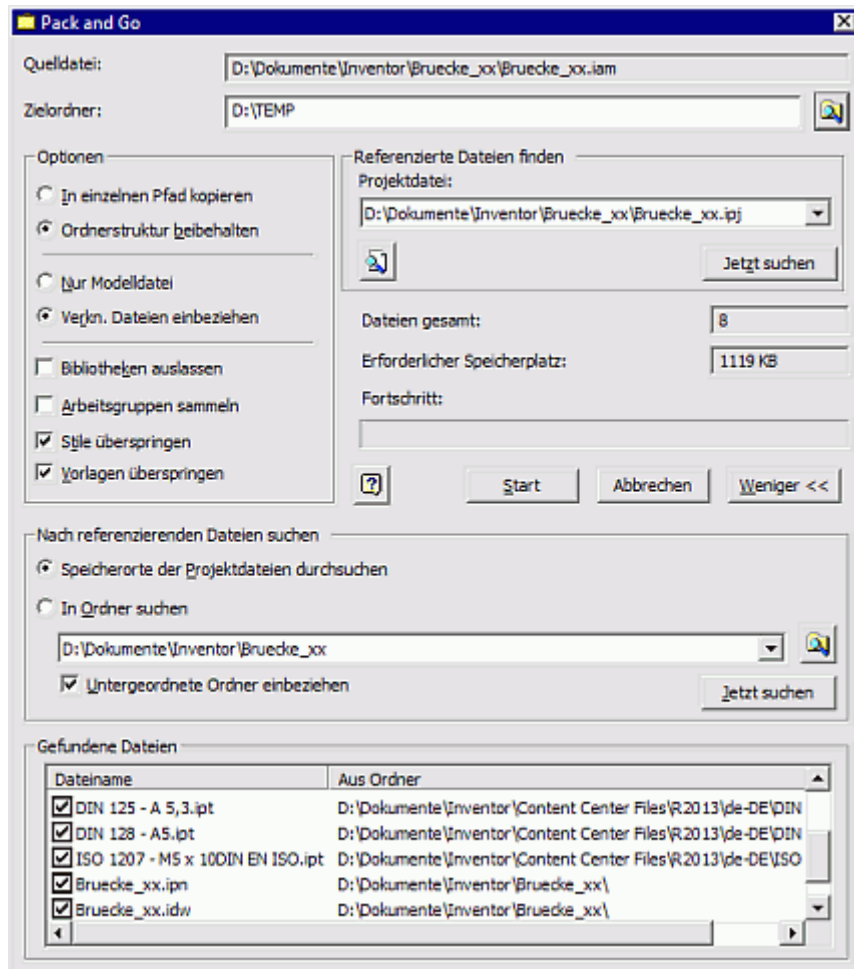 Pack and Go
Quelldatei: D:\Dokumente\Inventor\Bruecke_xx\Bruecke_xx.iam
Zielordner: D:\TEMP
Optionen
In einzelnen Pfad kopieren
Ordnerstruktur beibehalten
Nur Modelldatei
Verkn. Dateien einbeziehen
Bibliotheken auslassen
Arbeitsgruppen sammeln
Stile überspringen
Vorlagen überspringen
Referenzierte Dateien finden
Projektdatei:
D:\Dokumente\Inventor\Bruecke_xx\Bruecke_xx.ipj
Jetzt suchen
Dateien gesamt: 8
Erforderlicher Speicherplatz: 1119 KB
Fortschritt:
Start Abbrechen Weniger <<
Nach referenzierenden Dateien suchen
Speicherorte der Projektdateien durchsuchen
In Ordner suchen
D:\Dokumente\Inventor\Bruecke_xx
Untergeordnete Ordner einbeziehen
Jetzt suchen
Gefundene Dateien
Dateiname Aus Ordner
DIN 125 - A 5,3.ipt D:\Dokumente\Inventor\Content Center Files\R2013\de-DE\DIN
DIN 128 - A5.ipt D:\Dokumente\Inventor\Content Center Files\R2013\de-DE\DIN
ISO 1207 - M5 x 10DIN EN ISO.ipt D:\Dokumente\Inventor\Content Center Files\R2013\de-DE\ISO
Bruecke_xx.ipn D:\Dokumente\Inventor\Bruecke_xx\
Bruecke_xx.idw D:\Dokumente\Inventor\Bruecke_xx\